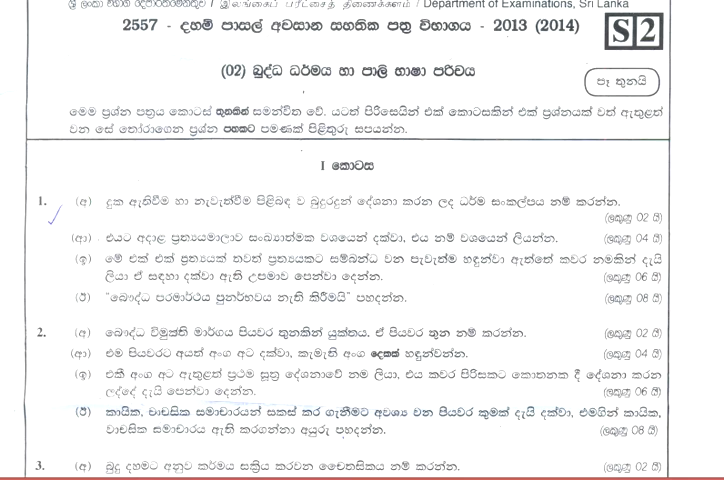 ශ්‍රී ලංකා විභාග දෙපාර්තමේන්තුව / இலங்கைப் பரீட்சைத் திணைக்களம் / Department of Examinations, Sri Lanka
2557 - දහම් පාසල් අවසාන සහතික පත්‍ර විභාගය - 2013 (2014)
S 2
(02) බුද්ධ ධර්මය හා පාලි භාෂා පරිචය
පැ තුනයි
මෙම ප්‍රශ්න පත්‍රය කොටස් තුනකින් සමන්විත වේ. යටත් පිරිසෙයින් එක් කොටසකින් එක් ප්‍රශ්නයක් වත් ඇතුළත්
වන සේ තෝරාගෙන ප්‍රශ්න පහකට පමණක් පිළිතුරු සපයන්න.
I කොටස
1. (අ) දුක ඇතිවීම හා නැවැත්වීම පිළිබඳ ව බුදුරදුන් දේශනා කරන ලද ධර්ම සංකල්පය නම් කරන්න.
(ලකුණු 02 යි)
(ආ) එයට අදාළ ප්‍රත්‍යයමාලාව සංඛ්‍යාත්මක වශයෙන් දක්වා, එය නම් වශයෙන් ලියන්න. (ලකුණු 04 යි)
(ඉ) මේ එක් එක් ප්‍රත්‍යයක් තවත් ප්‍රත්‍යයකට සම්බන්ධ වන පැවැත්ම හඳුන්වා ඇත්තේ කවර නමකින් දැයි
ලියා ඒ සඳහා දක්වා ඇති උපමාව පෙන්වා දෙන්න. (ලකුණු 06 යි)
(ඊ) “බෞද්ධ පරමාර්ථය පුනර්භවය නැති කිරීමයි” පහදන්න. (ලකුණු 08 යි)
2. (අ) බෞද්ධ විමුක්ති මාර්ගය පියවර තුනකින් යුක්තය. ඒ පියවර තුන නම් කරන්න. (ලකුණු 02 යි)
(ආ) එම පියවරට අයත් අංග අට දක්වා, කැමැති අංග දෙකක් හඳුන්වන්න. (ලකුණු 04 යි)
(ඉ) එකී අංග අට ඇතුළත් ප්‍රථම සූත්‍ර දේශනාවේ නම ලියා, එය කවර පිරිසකට කොතනක දී දේශනා කරන
ලද්දේ දැයි පෙන්වා දෙන්න. (ලකුණු 06 යි)
(ඊ) කායික, වාචසික සමාචාරයන් සකස් කර ගැනීමට අවශ්‍ය වන පියවර කුමක් දැයි දක්වා, එමගින් කායික,
වාචසික සමාචාරය ඇති කරගන්නා අයුරු පහදන්න. (ලකුණු 08 යි)
3. (අ) බුදු දහමට අනුව කර්මය සක්‍රිය කරවන චෛතසිකය නම් කරන්න. (ලකුණු 02 යි)